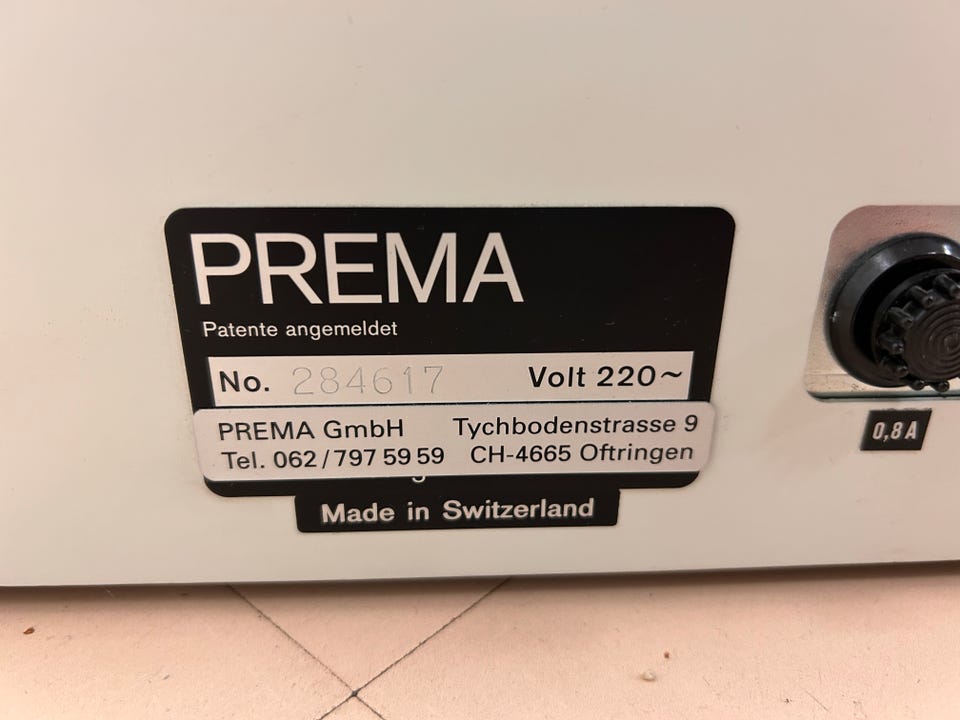 PREMA
Patente angemeldet
No. 284617 Volt 220~
PREMA GmbH Tychbodenstrasse 9
Tel. 062/797 59 59 CH-4665 Oftringen
Made in Switzerland
0,8A